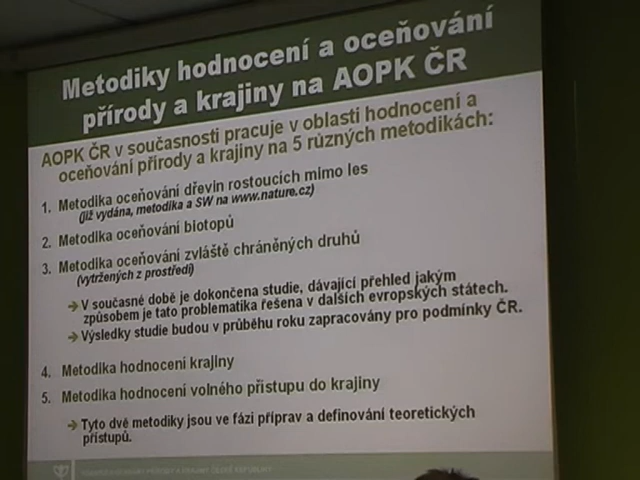 Metodiky hodnocení a oceňování
přírody a krajiny na AOPK ČR
AOPK ČR v současnosti pracuje v oblasti hodnocení a
oceňování přírody a krajiny na 5 různých metodikách:
1. Metodika oceňování dřevin rostoucích mimo les
(již vydána, metodika a SW na www.nature.cz)
2. Metodika oceňování biotopů
3. Metodika oceňování zvláště chráněných druhů
(vytržených z prostředí)
➔ V současné době je dokončena studie, dávající přehled jakým
způsobem je tato problematika řešena v dalších evropských státech.
➔ Výsledky studie budou v průběhu roku zapracovány pro podmínky ČR.
4. Metodika hodnocení krajiny
5. Metodika hodnocení volného přístupu do krajiny
➔ Tyto dvě metodiky jsou ve fázi příprav a definování teoretických
přístupů.
PŘÍRODY A KRAJINY ČESKÉ REPUBLIKY